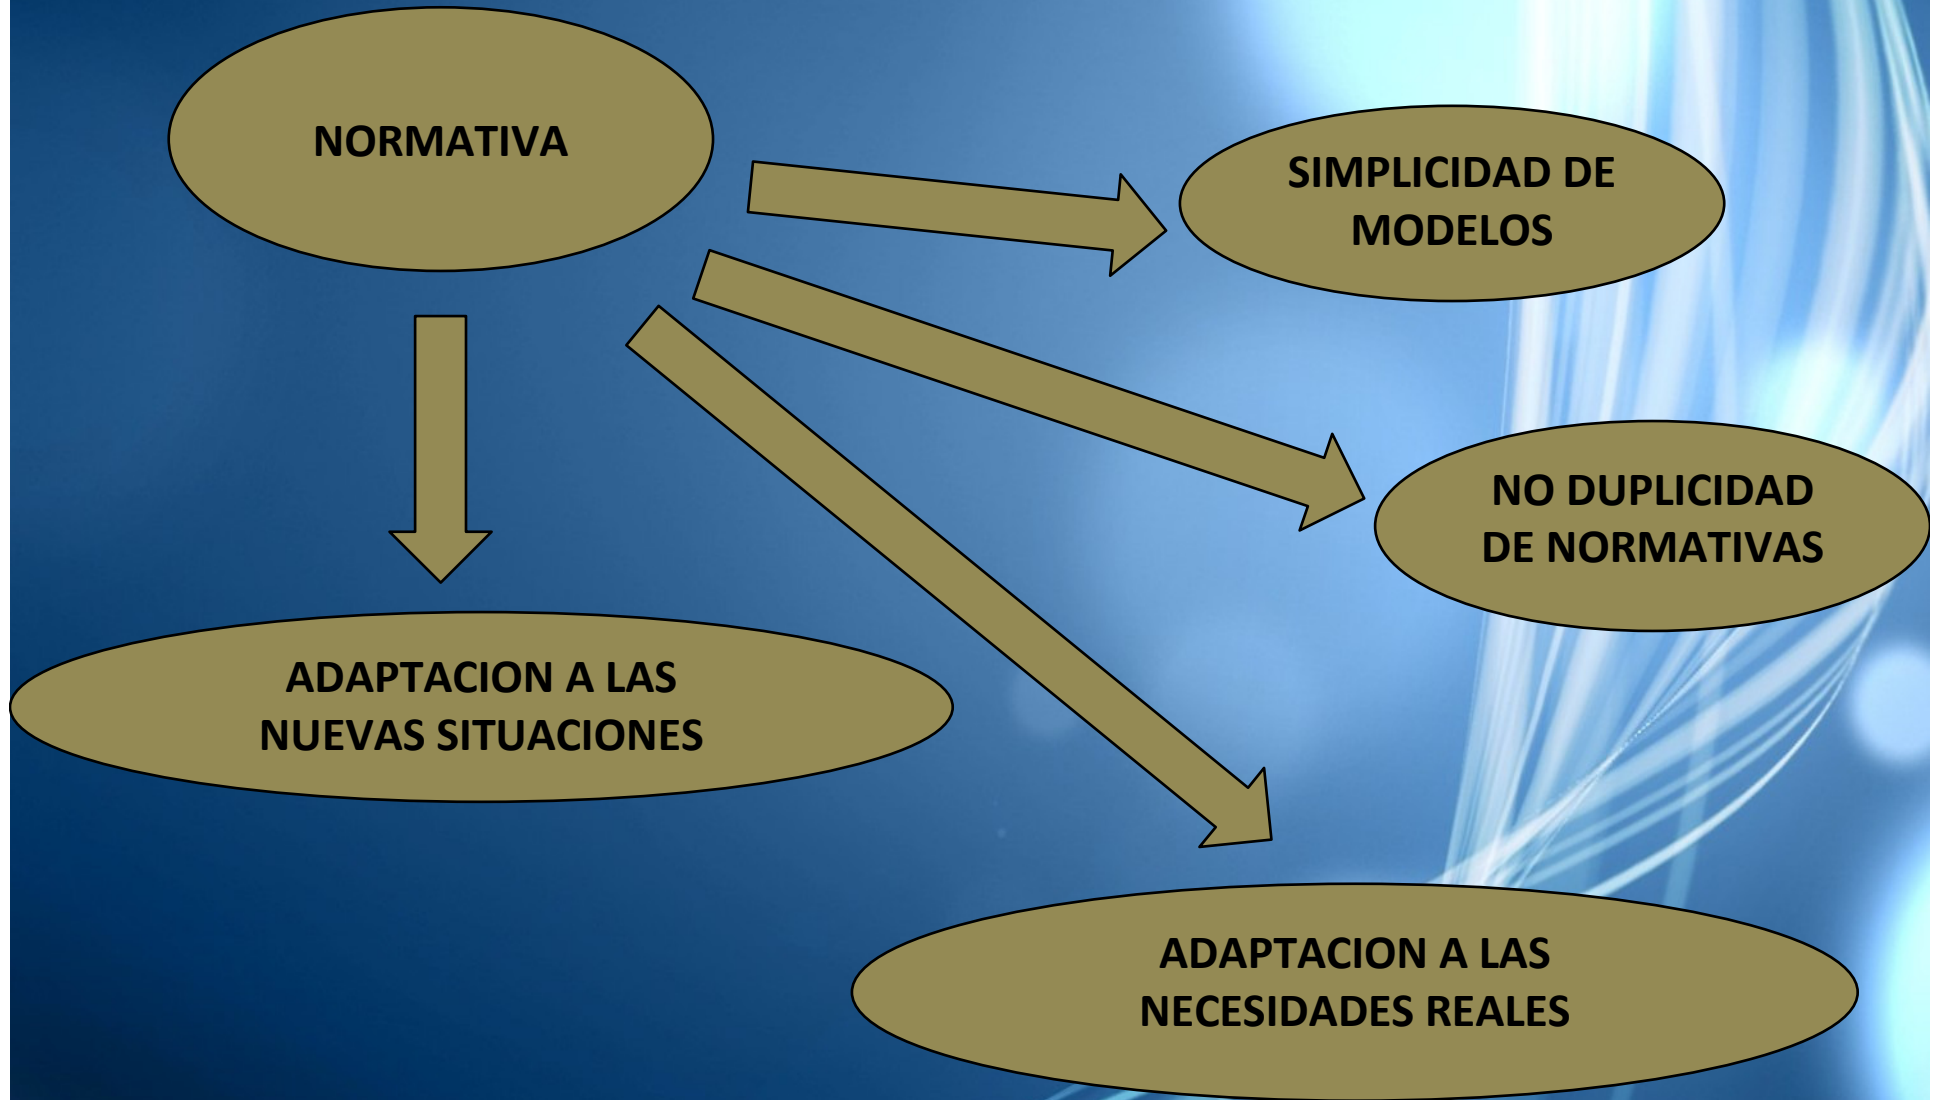 NORMATIVA
SIMPLICIDAD DE
MODELOS
NO DUPLICIDAD
DE NORMATIVAS
ADAPTACION A LAS
NUEVAS SITUACIONES
ADAPTACION A LAS
NECESIDADES REALES